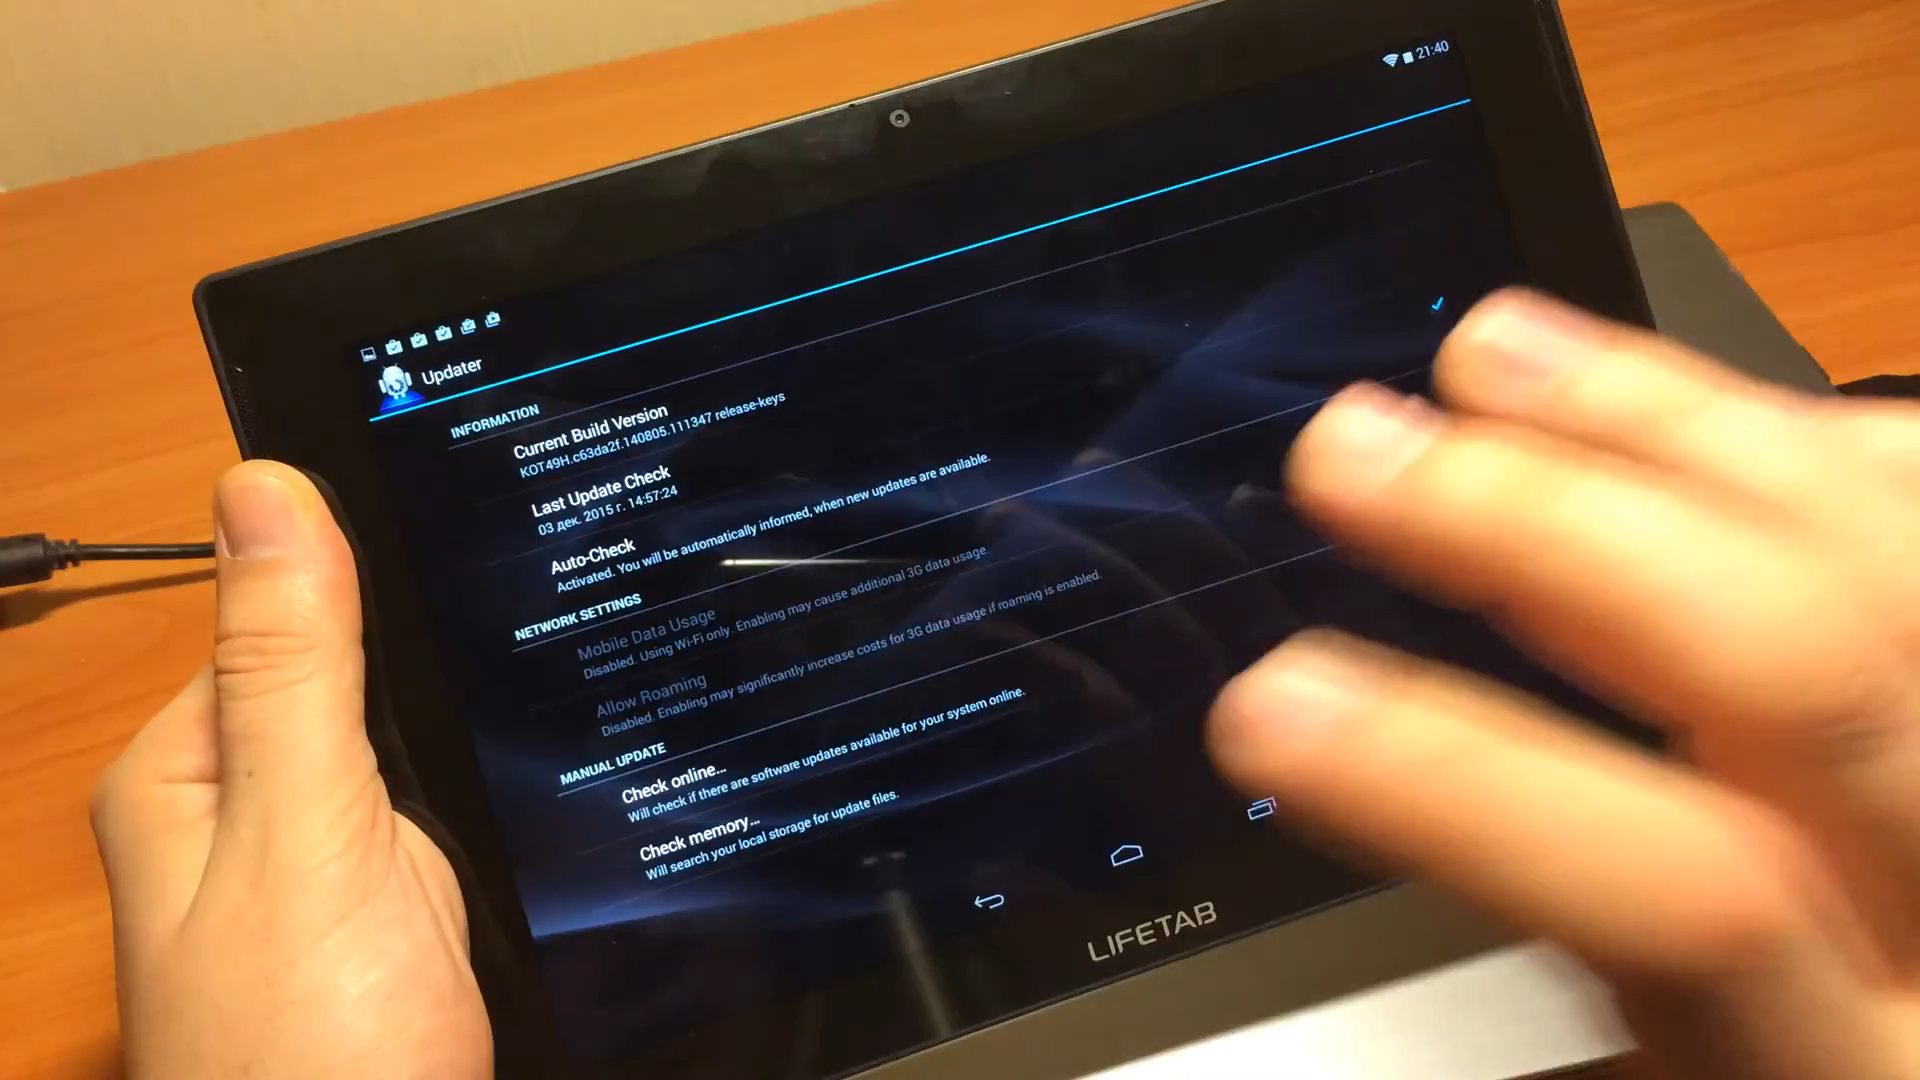 21:40
Updater
INFORMATION
Current Build Version
KOT49H.c63da2f.140805.111347 release-keys
Last Update Check
03 дек. 2015 г. 14:57:24
Auto-Check
Activated. You will be automatically informed, when new updates are available.
NETWORK SETTINGS
Mobile Data Usage
Disabled. Using Wi-Fi only. Enabling may cause additional 3G data usage
Allow Roaming
Disabled. Enabling may significantly increase costs for 3G data usage if roaming is enabled.
MANUAL UPDATE
Check online...
Will check if there are software updates available for your system online.
Check memory...
Will search your local storage for update files.
LIFETAB